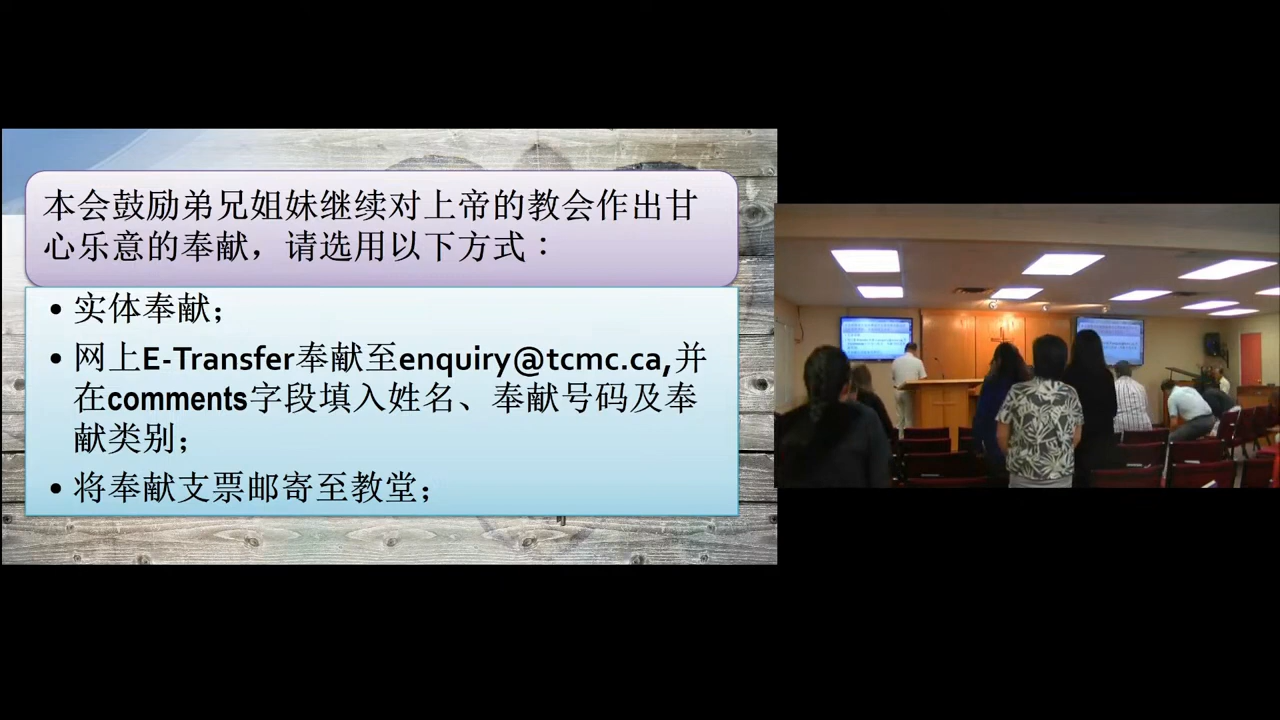 本会鼓励弟兄姐妹继续对上帝的教会作出甘
心乐意的奉献，请选用以下方式：
• 实体奉献；
• 网上E-Transfer奉献至enquiry@tcmc.ca,并
在comments字段填入姓名、奉献号码及奉
献类别；
• 将奉献支票邮寄至教堂；